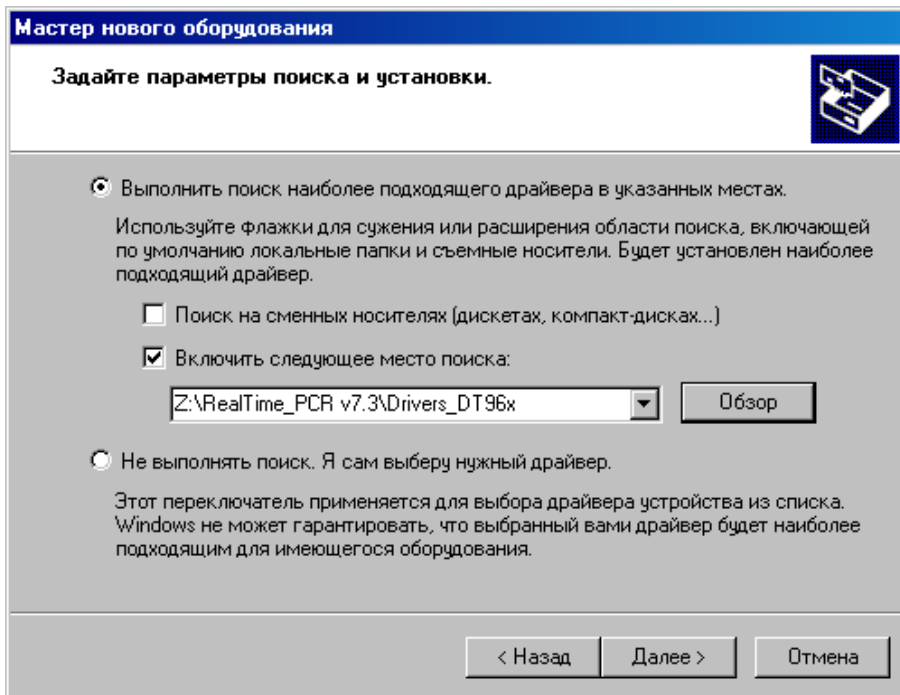 Мастер нового оборудования
Задайте параметры поиска и установки.
Выполнить поиск наиболее подходящего драйвера в указанных местах.
Используйте флажки для сужения или расширения области поиска, включающей
по умолчанию локальные папки и съемные носители. Будет установлен наиболее
подходящий драйвер.
Поиск на сменных носителях (дискетах, компакт-дисках...)
Включить следующее место поиска:
Z:\RealTime_PCR v7.3\Drivers_DT96x
Обзор
Не выполнять поиск. Я сам выберу нужный драйвер.
Этот переключатель применяется для выбора драйвера устройства из списка.
Windows не может гарантировать, что выбранный вами драйвер будет наиболее
подходящим для имеющегося оборудования.
< Назад
Далее >
Отмена